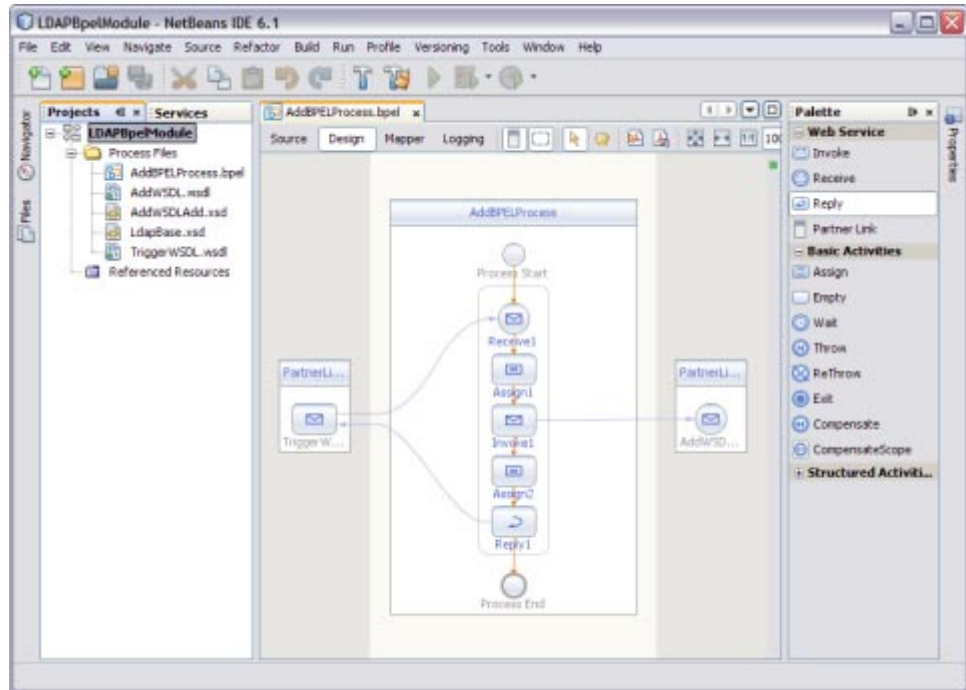 LDAPBpelModule - NetBeans IDE 6.1
File Edit View Navigate Source Refactor Build Run Profile Versioning Tools Window Help
Navigator
Files
Projects Services
LDAPBpelModule
Process Files
AddBPELProcess.bpel
AddWSDL.wsdl
AddWSDLAdd.xsd
LdapBase.xsd
TriggerWSDL.wsdl
Referenced Resources
AddBPELProcess.bpel
Source Design Mapper Logging 1:1 100
AddBPELProcess
Process Start
Receive1
PartnerLi...
TriggerW...
Assign1
Invoke1
Assign2
Reply1
Process End
PartnerLi...
AddWSD...
Palette
Web Service
Invoke
Receive
Reply
Partner Link
Basic Activities
Assign
Empty
Wait
Throw
ReThrow
Exit
Compensate
CompensateScope
Structured Activiti...
Properties